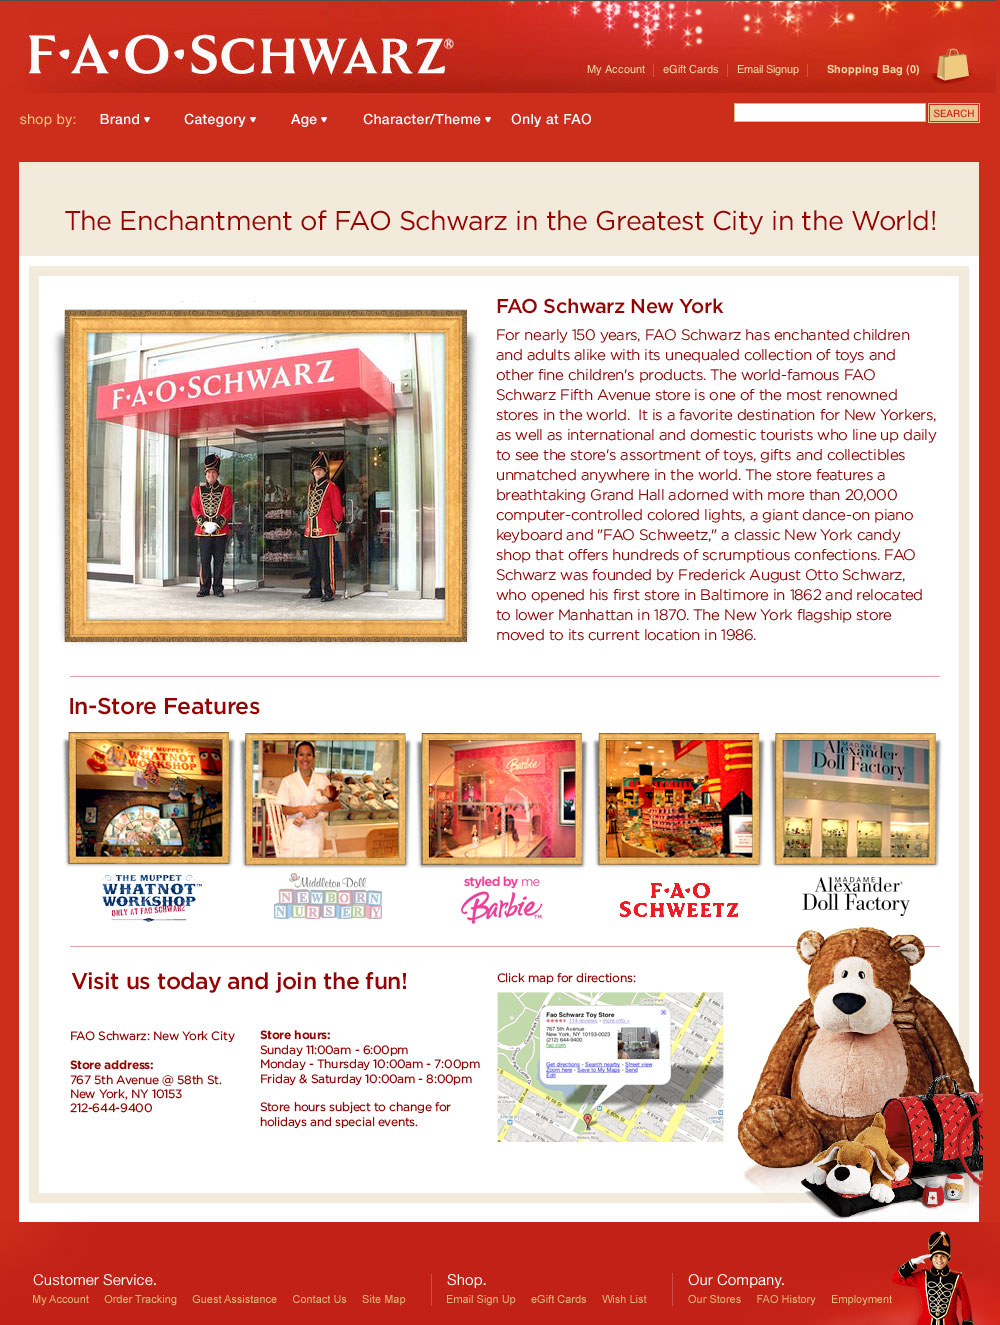 F·A·O·SCHWARZ®
My Account
eGift Cards
Email Signup
Shopping Bag (0)
shop by:
Brand
Category
Age
Character/Theme
Only at FAO
SEARCH
The Enchantment of FAO Schwarz in the Greatest City in the World!
F·A·O·SCHWARZ
FAO Schwarz New York
For nearly 150 years, FAO Schwarz has enchanted children
and adults alike with its unequaled collection of toys and
other fine children's products. The world-famous FAO
Schwarz Fifth Avenue store is one of the most renowned
stores in the world.  It is a favorite destination for New Yorkers,
as well as international and domestic tourists who line up daily
to see the store's assortment of toys, gifts and collectibles
unmatched anywhere in the world. The store features a
breathtaking Grand Hall adorned with more than 20,000
computer-controlled colored lights, a giant dance-on piano
keyboard and "FAO Schweetz," a classic New York candy
shop that offers hundreds of scrumptious confections. FAO
Schwarz was founded by Frederick August Otto Schwarz,
who opened his first store in Baltimore in 1862 and relocated
to lower Manhattan in 1870. The New York flagship store
moved to its current location in 1986.
In-Store Features
THE MUPPET
WHATNOT
WORKSHOP
Barbie
MADAME
Alexander
Doll Factory
THE MUPPET
WHATNOT™
WORKSHOP
ONLY AT FAO SCHWARZ
Middleton Doll
NEWBORN
NURSERY
styled by me
Barbie™
F·A·O
SCHWEETZ
MADAME
Alexander®
Doll Factory
Visit us today and join the fun!
FAO Schwarz: New York City
Store address:
767 5th Avenue @ 58th St.
New York, NY 10153
212-644-9400
Store hours:
Sunday 11:00am - 6:00pm
Monday - Thursday 10:00am - 7:00pm
Friday & Saturday 10:00am - 8:00pm
Store hours subject to change for
holidays and special events.
Click map for directions:
Fao Schwarz Toy Store
114 reviews - more info »
767 5th Avenue
New York, NY 10153-0023
(212) 644-9400
fao.com
Get directions - Search nearby - Street view
Zoom here - Save to My Maps - Send
Edit
Customer Service.
My Account
Order Tracking
Guest Assistance
Contact Us
Site Map
Shop.
Email Sign Up
eGift Cards
Wish List
Our Company.
Our Stores
FAO History
Employment